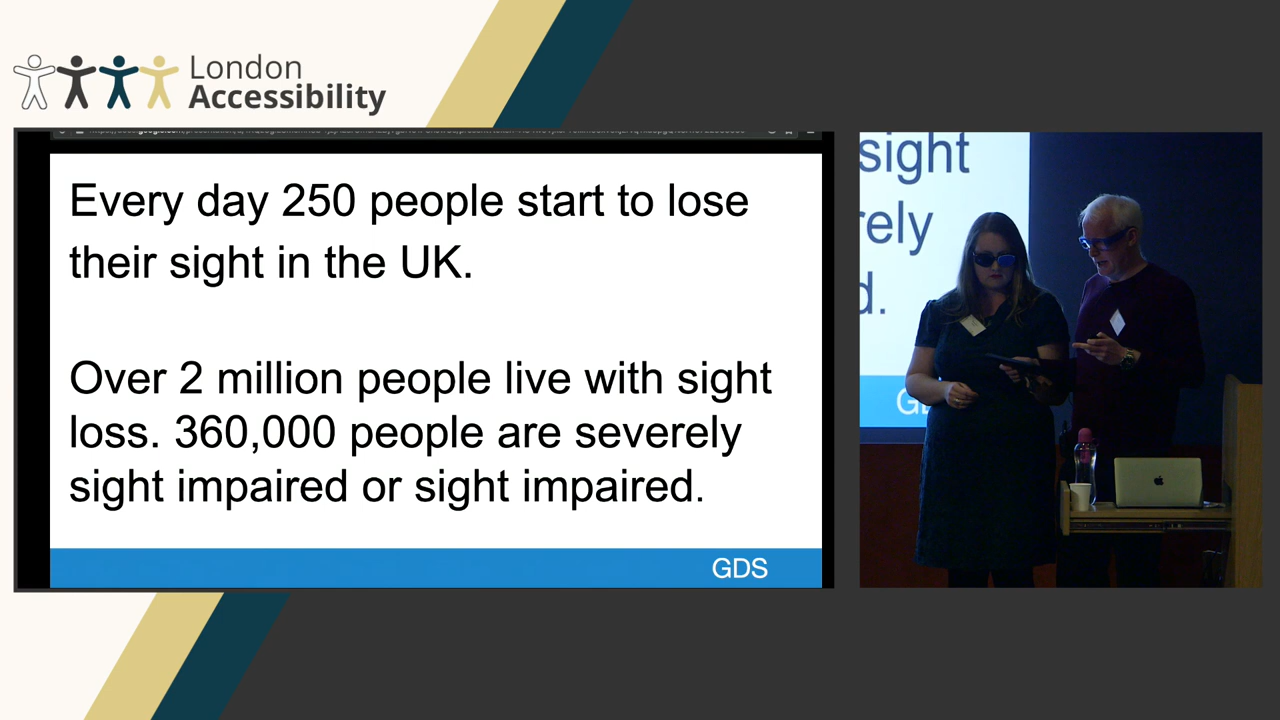 London
Accessibility
Every day 250 people start to lose
their sight in the UK.
Over 2 million people live with sight
loss. 360,000 people are severely
sight impaired or sight impaired.
GDS
sight
rely
d.
G